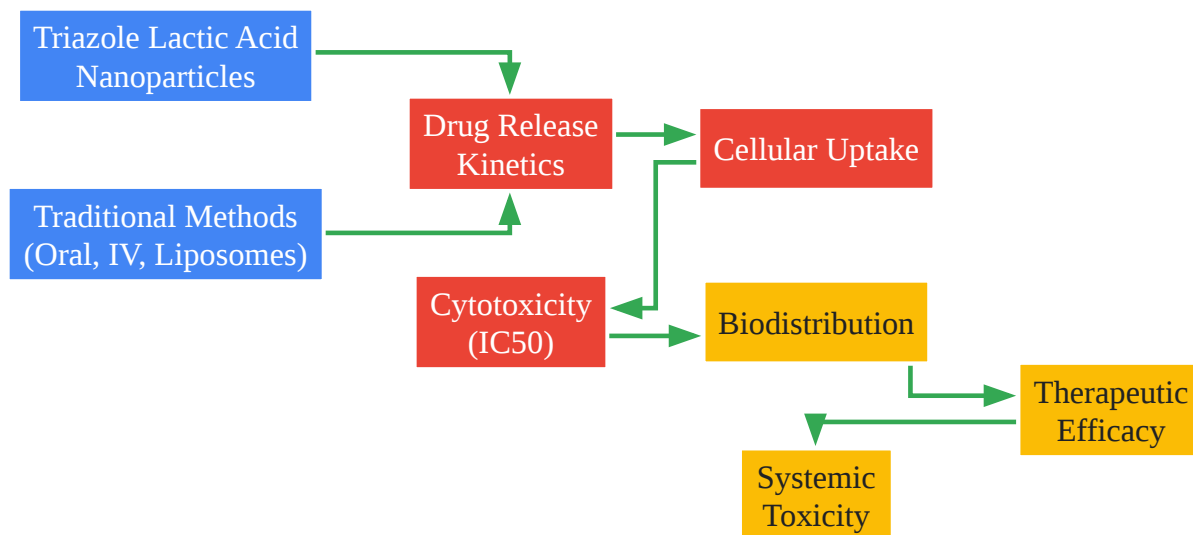 Triazole Lactic Acid
Nanoparticles
Drug Release
Kinetics
Cellular Uptake
Traditional Methods
(Oral, IV, Liposomes)
Cytotoxicity
(IC50)
Biodistribution
Therapeutic
Efficacy
Systemic
Toxicity